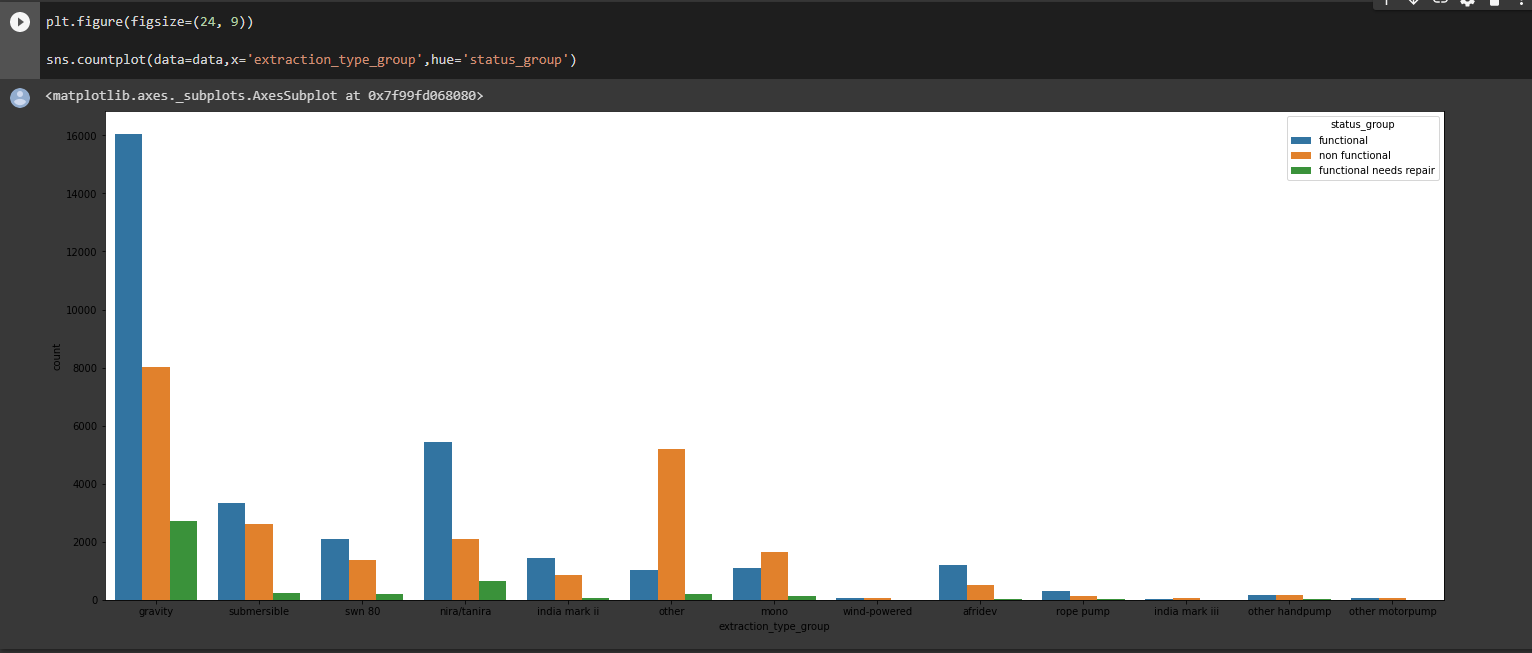 plt.figure(figsize=(24, 9))
sns.countplot(data=data,x='extraction_type_group',hue='status_group')
<matplotlib.axes._subplots.AxesSubplot at 0x7f99fd068080>
status_group
functional
non functional
functional needs repair
16000
14000
12000
10000
8000
6000
4000
2000
0
count
gravity submersible swn 80 nira/tanira india mark ii other mono wind-powered afridev rope pump india mark iii other handpump other motorpump
extraction_type_group